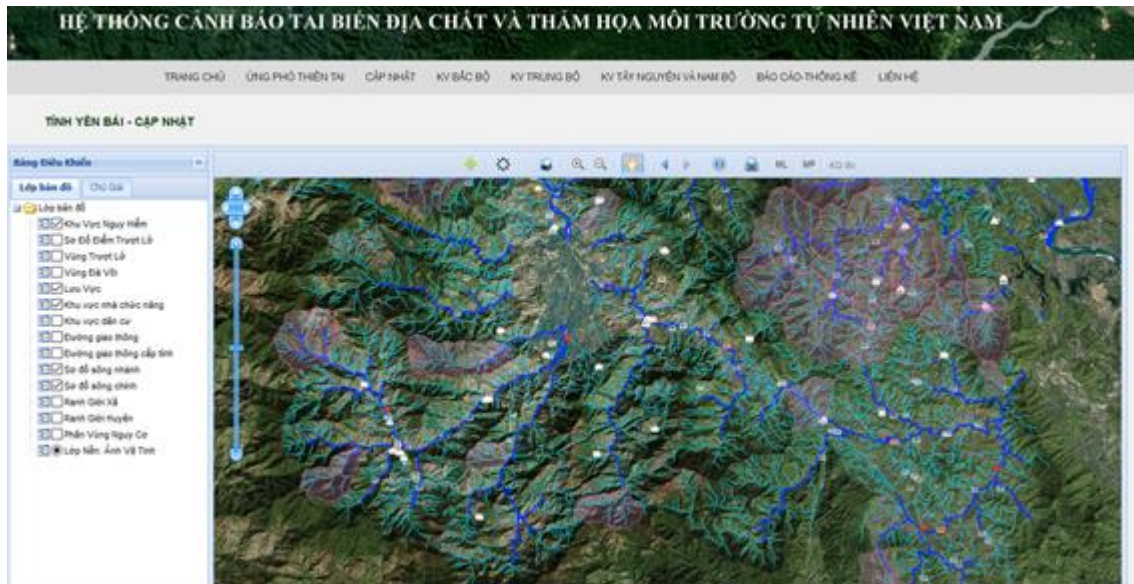 HỆ THỐNG CẢNH BÁO TAI BIẾN ĐỊA CHẤT VÀ THẢM HỌA MÔI TRƯỜNG TỰ NHIÊN VIỆT NAM
TRANG CHỦ ỨNG PHÓ THIÊN TAI CẬP NHẬT KV BẮC BỘ KV TRUNG BỘ KV TÂY NGUYÊN VÀ NAM BỘ BÁO CÁO-THỐNG KÊ LIÊN HỆ
TỈNH YÊN BÁI - CẬP NHẬT
Bảng Điều Khiển
Lớp bản đồ Chú Giải
Lớp bản đồ
Khu Vực Nguy Hiểm
Sơ Đồ Điểm Trượt Lở
Vùng Trượt Lở
Vùng Đá Vôi
Lưu Vực
Khu vực nhà chức năng
Khu vực dân cư
Đường giao thông
Đường giao thông cấp tỉnh
Sơ đồ sông nhánh
Sơ đồ sông chính
Ranh Giới Xã
Ranh Giới Huyện
Phân Vùng Nguy Cơ
Lớp Nền: Ảnh Vệ Tinh